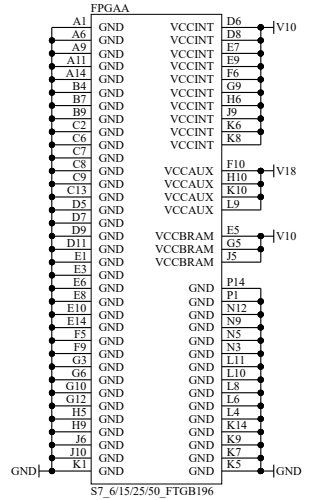 FPGAA
A1 GND VCCINT D6 V10
A6 GND VCCINT D8
A9 GND VCCINT E7
A11 GND VCCINT E9
A14 GND VCCINT F6
B4 GND VCCINT G9
B7 GND VCCINT H6
B9 GND VCCINT J9
C2 GND VCCINT K6
C6 GND VCCINT K8
C7 GND
C8 GND VCCAUX F10 V18
C9 GND VCCAUX H10
C13 GND VCCAUX K10
D5 GND VCCAUX L9
D7 GND
D9 GND VCCBRAM E5 V10
D11 GND VCCBRAM G5
E1 GND VCCBRAM J5
E3 GND
E6 GND GND P14
E8 GND GND P1
E10 GND GND N12
E14 GND GND N9
F5 GND GND N5
F9 GND GND N3
G3 GND GND L11
G6 GND GND L10
G10 GND GND L8
G12 GND GND L6
H5 GND GND L4
H9 GND GND K14
J6 GND GND K9
J10 GND GND K7
GND K1 GND GND K5 GND
S7_6/15/25/50_FTGB196